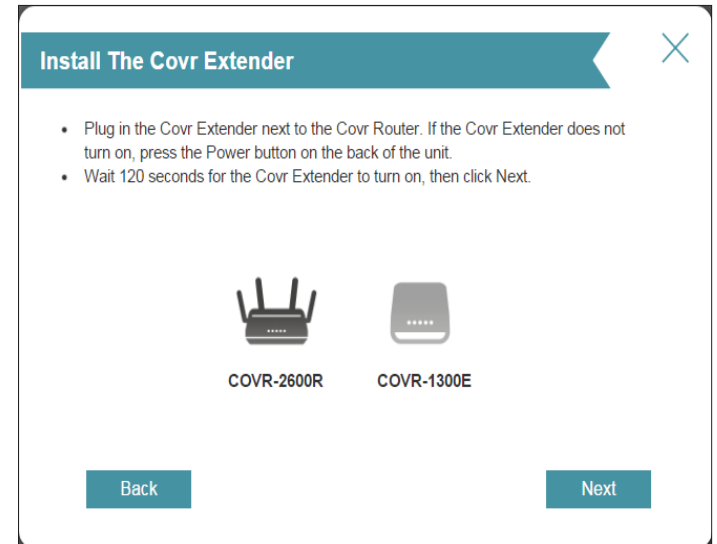 Install The Covr Extender
• Plug in the Covr Extender next to the Covr Router. If the Covr Extender does not
turn on, press the Power button on the back of the unit.
• Wait 120 seconds for the Covr Extender to turn on, then click Next.
COVR-2600R COVR-1300E
Back Next